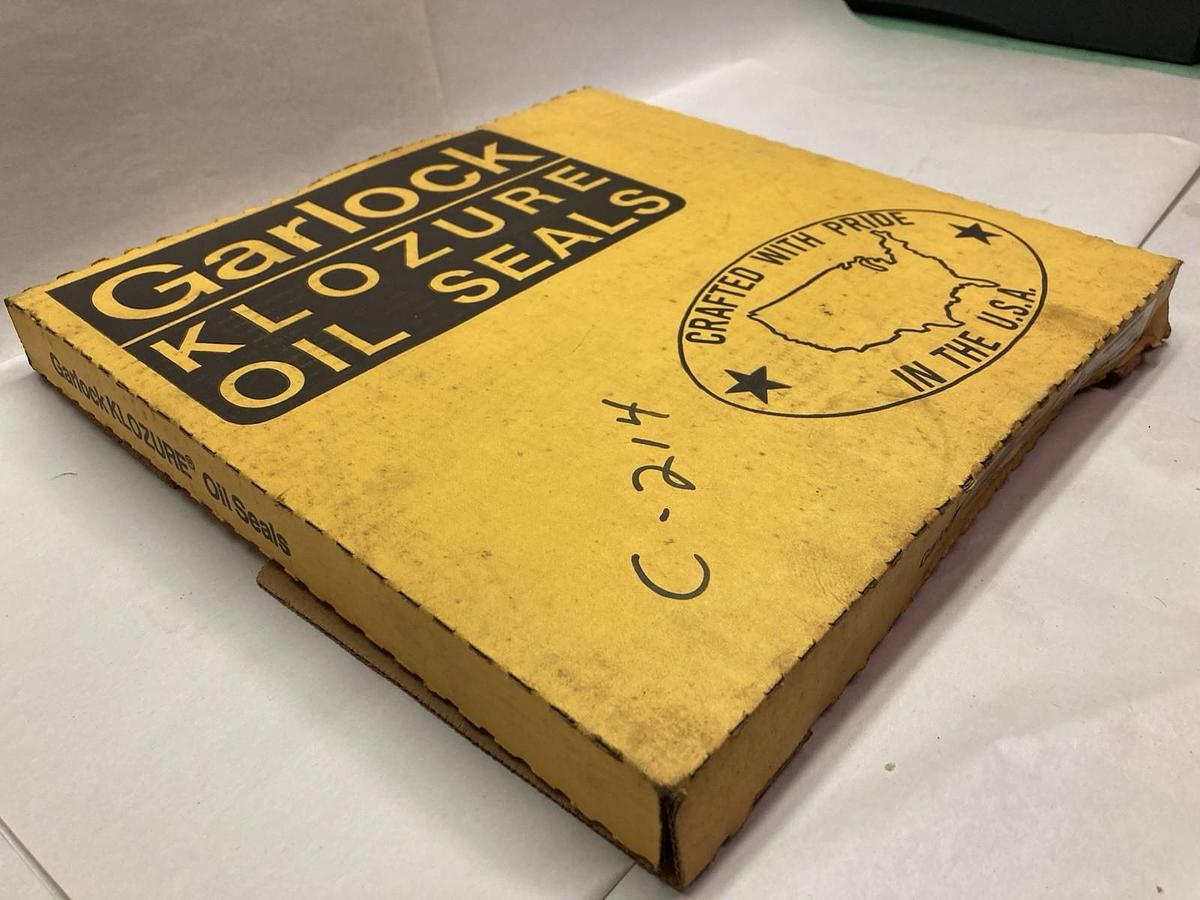 Garlock
KLOZURE
OIL SEALS
CRAFTED WITH PRIDE
IN THE U.S.A.
C-214
Garlock KLOZURE® Oil Seals